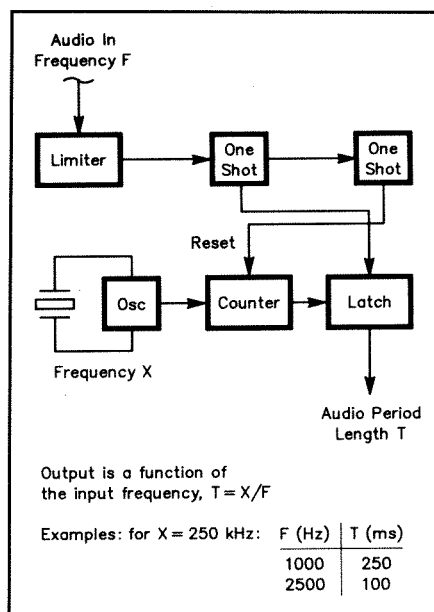 Audio In
Frequency F
Limiter
One
Shot
One
Shot
Reset
Osc
Counter
Latch
Frequency X
Audio Period
Length T
Output is a function of
the input frequency, T = X/F
Examples: for X = 250 kHz:
F (Hz) T (ms)
1000 250
2500 100